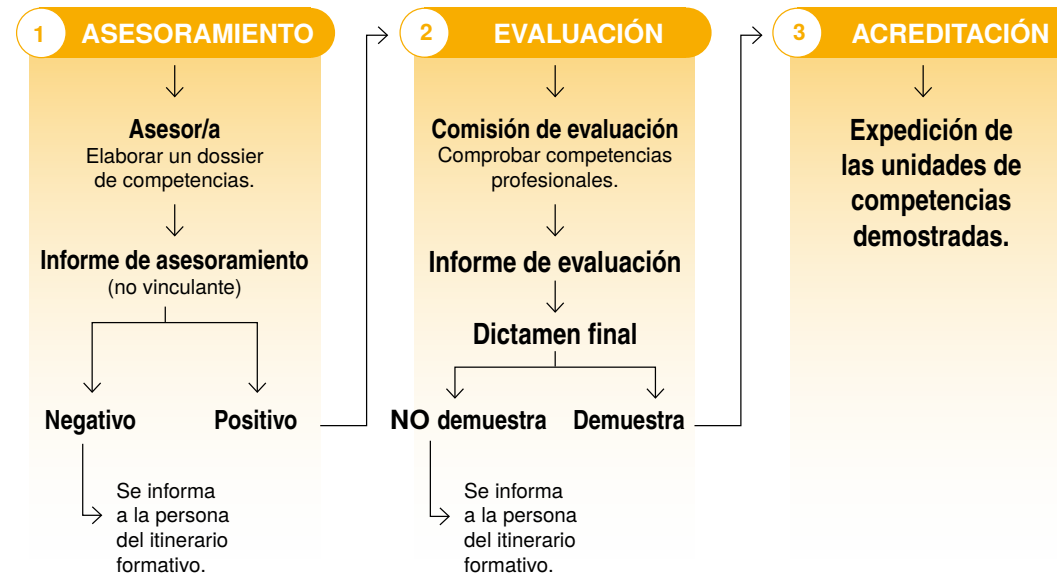 1 ASESORAMIENTO
Asesor/a
Elaborar un dossier
de competencias.
Informe de asesoramiento
(no vinculante)
Negativo Positivo
Se informa
a la persona
del itinerario
formativo.
2 EVALUACIÓN
Comisión de evaluación
Comprobar competencias
profesionales.
Informe de evaluación
Dictamen final
NO demuestra Demuestra
Se informa
a la persona
del itinerario
formativo.
3 ACREDITACIÓN
Expedición de
las unidades de
competencias
demostradas.